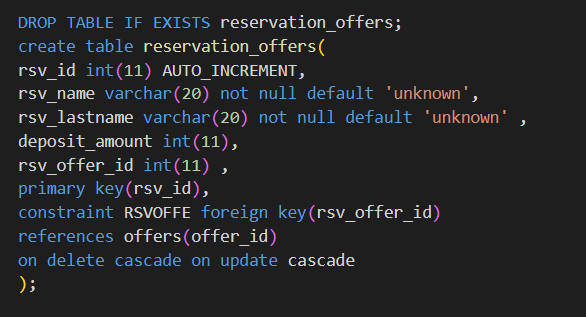 DROP TABLE IF EXISTS reservation_offers;
create table reservation_offers(
rsv_id int(11) AUTO_INCREMENT,
rsv_name varchar(20) not null default 'unknown',
rsv_lastname varchar(20) not null default 'unknown' ,
deposit_amount int(11),
rsv_offer_id int(11) ,
primary key(rsv_id),
constraint RSVOFFE foreign key(rsv_offer_id)
references offers(offer_id)
on delete cascade on update cascade
);